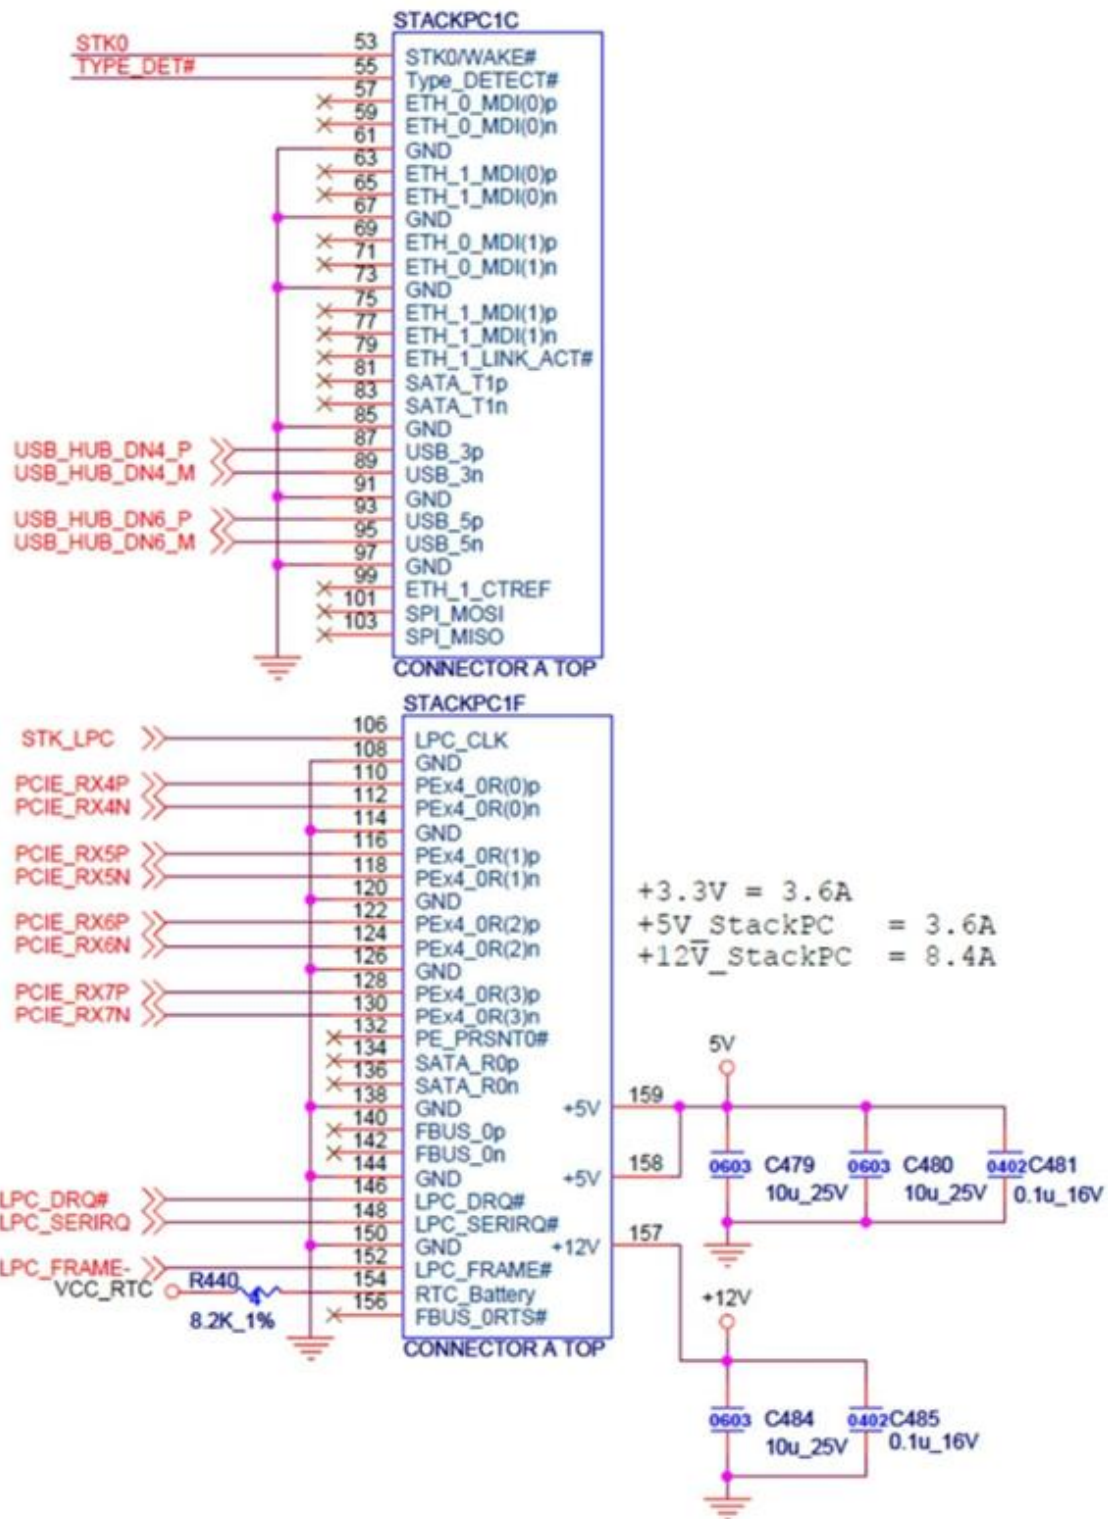 STACKPC1C
STK0 53 STK0/WAKE#
TYPE_DET# 55 Type_DETECT#
57 ETH_0_MDI(0)p
59 ETH_0_MDI(0)n
61 GND
63 ETH_1_MDI(0)p
65 ETH_1_MDI(0)n
67 GND
69 ETH_0_MDI(1)p
71 ETH_0_MDI(1)n
73 GND
75 ETH_1_MDI(1)p
77 ETH_1_MDI(1)n
79 ETH_1_LINK_ACT#
81 SATA_T1p
83 SATA_T1n
85 GND
USB_HUB_DN4_P 87 USB_3p
USB_HUB_DN4_M 89 USB_3n
91 GND
USB_HUB_DN6_P 93 USB_5p
USB_HUB_DN6_M 95 USB_5n
97 GND
99 ETH_1_CTREF
101 SPI_MOSI
103 SPI_MISO
CONNECTOR A TOP
STACKPC1F
STK_LPC 106 LPC_CLK
108 GND
PCIE_RX4P 110 PEx4_0R(0)p
PCIE_RX4N 112 PEx4_0R(0)n
114 GND
PCIE_RX5P 116 PEx4_0R(1)p
PCIE_RX5N 118 PEx4_0R(1)n
120 GND
PCIE_RX6P 122 PEx4_0R(2)p
PCIE_RX6N 124 PEx4_0R(2)n
126 GND
PCIE_RX7P 128 PEx4_0R(3)p
PCIE_RX7N 130 PEx4_0R(3)n
132 PE_PRSNT0#
134 SATA_R0p
136 SATA_R0n
138 GND +5V 159
140 FBUS_0p
142 FBUS_0n
144 GND +5V 158
LPC_DRQ# 146 LPC_DRQ#
LPC_SERIRQ 148 LPC_SERIRQ#
150 GND +12V 157
LPC_FRAME- 152 LPC_FRAME#
VCC_RTC R440 8.2K_1% 154 RTC_Battery
156 FBUS_0RTS#
CONNECTOR A TOP
+3.3V = 3.6A
+5V_StackPC = 3.6A
+12V_StackPC = 8.4A
5V
0603 C479 0603 C480 0402 C481
10u_25V 10u_25V 0.1u_16V
+12V
0603 C484 0402 C485
10u_25V 0.1u_16V